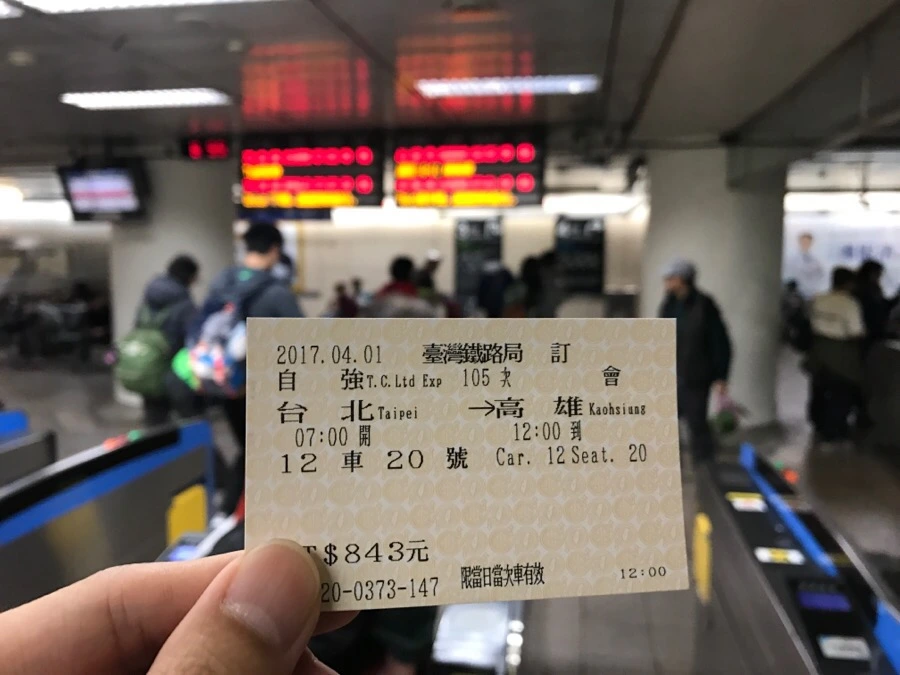 2017.04.01 臺灣鐵路局 訂
自 強 T.C.Ltd Exp 105 次 會
台 北 Taipei →高 雄 Kaohsiung
07:00 開 12:00 到
12 車 20 號 Car. 12 Seat. 20
$843元
20-0373-147 限當日當次車有效 12:00